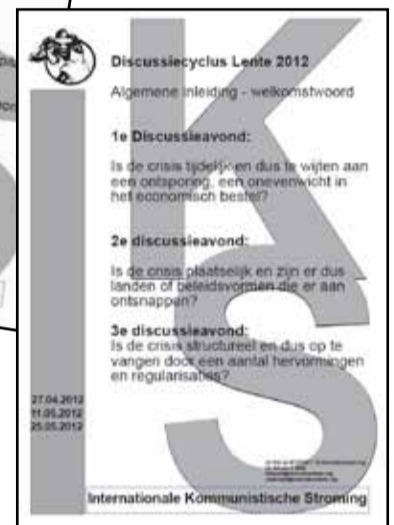 Discussiecyclus Lente 2012
Algemene inleiding - welkomstwoord
1e Discussieavond:
Is de crisis tijdelijk en dus te wijten aan
een ontsporing, een onevenwicht in
het economisch bestel?
2e discussieavond:
Is de crisis plaatselijk en zijn er dus
landen of beleidsvormen die er aan
ontsnappen?
3e discussieavond:
Is de crisis structureel en dus op te
vangen door een aantal hervormingen
en regularisaties?
27.04.2012
11.05.2012
25.05.2012
IKS
Internationale Kommunistische Stroming